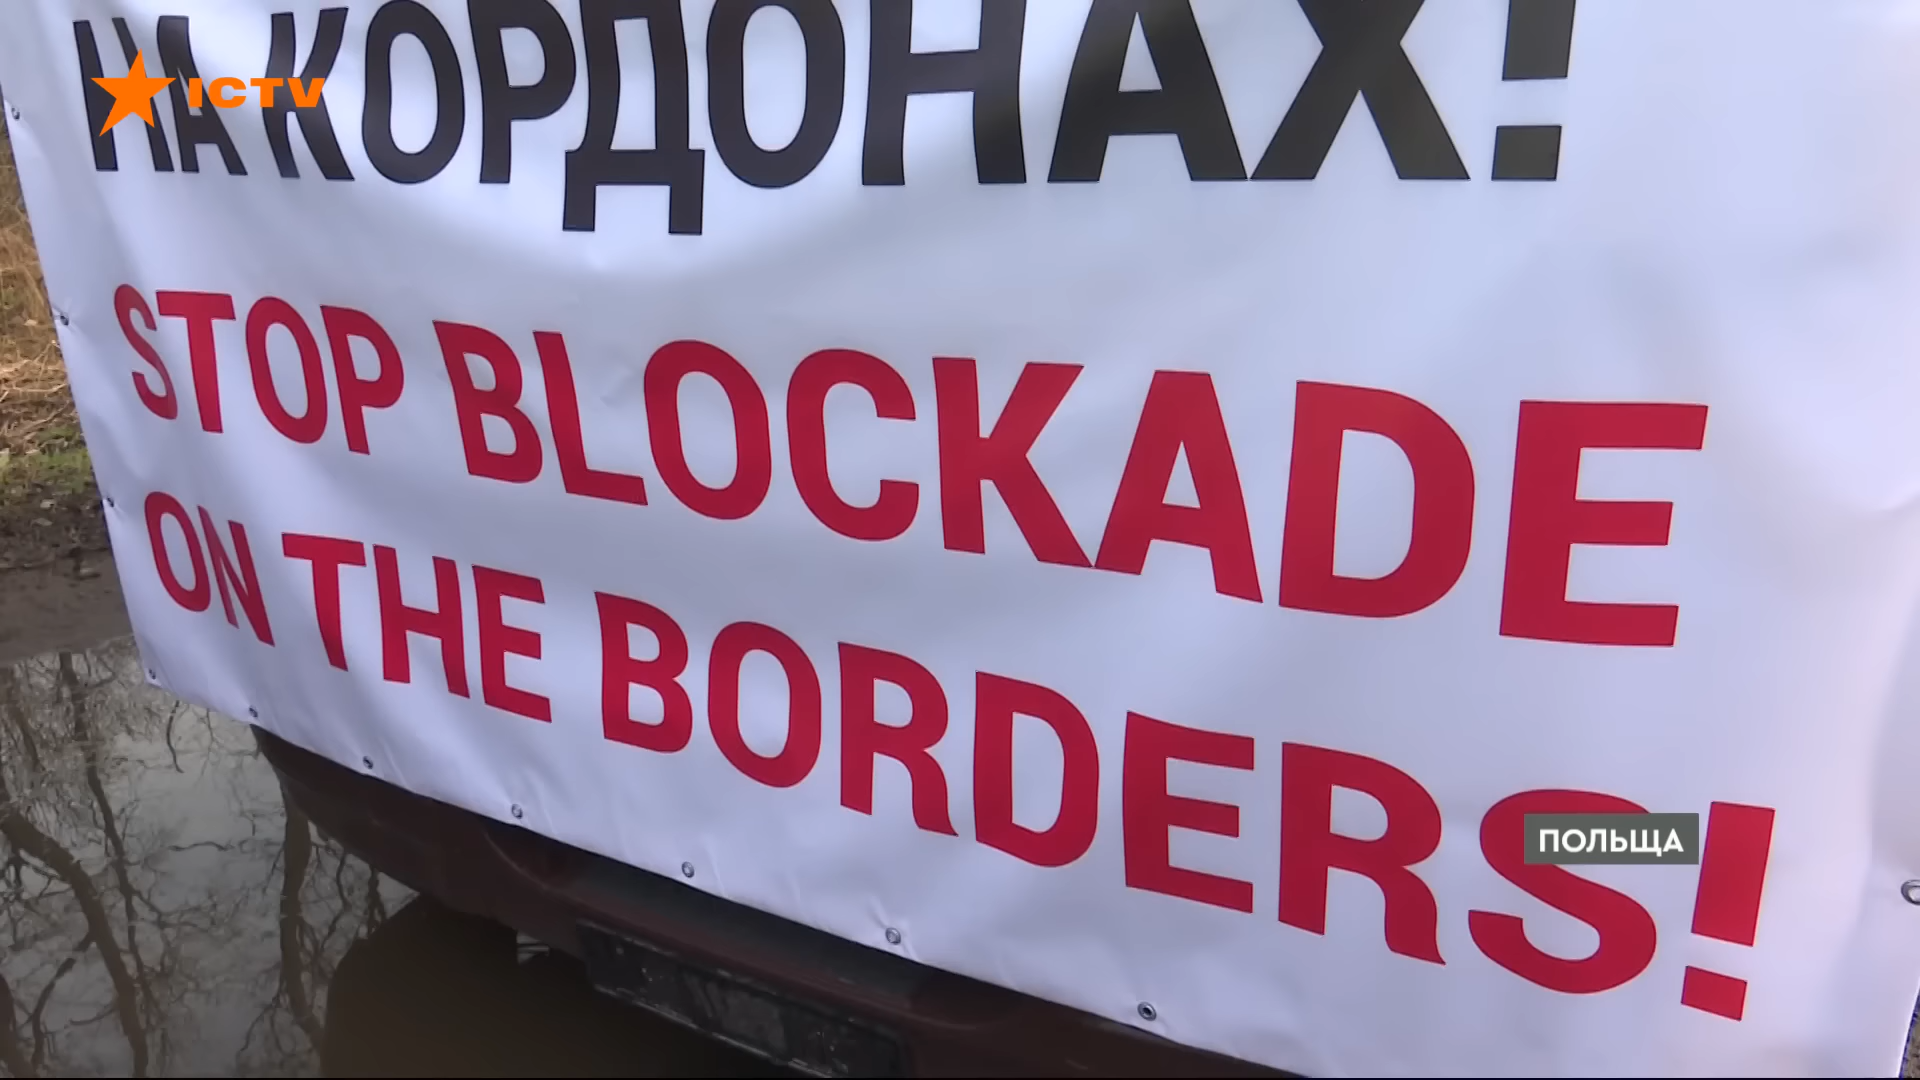 НА КОРДОНАХ!
ICTV
STOP BLOCKADE
ON THE BORDERS!
ПОЛЬЩА